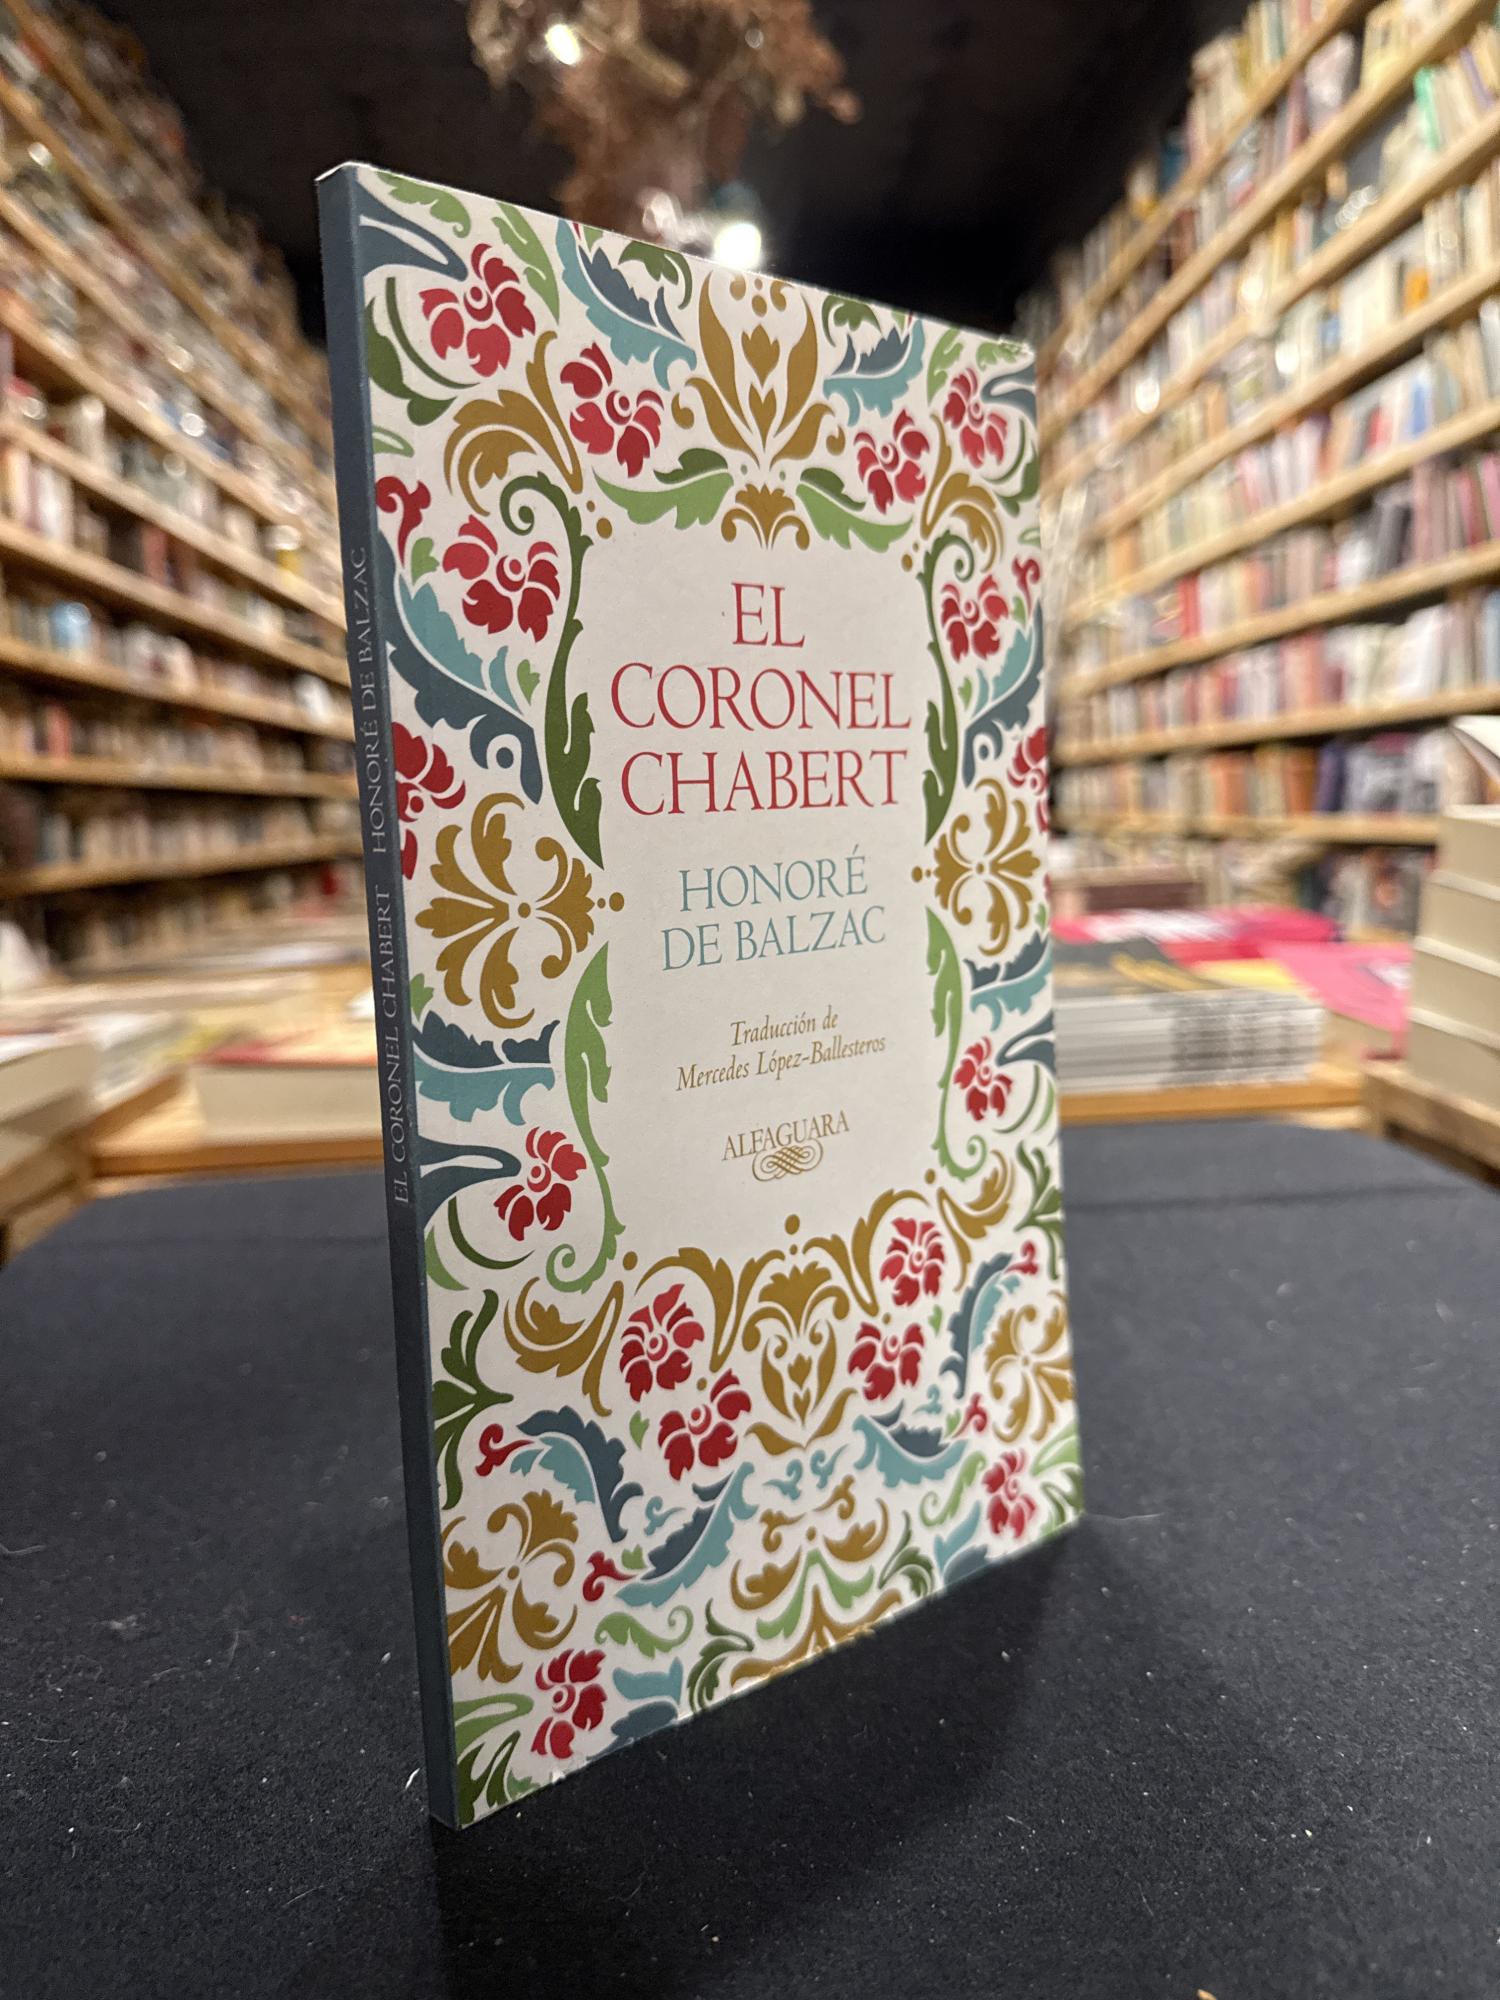 EL
CORONEL
CHABERT
HONORÉ
DE BALZAC
Traducción de
Mercedes López-Ballesteros
ALFAGUARA
EL CORONEL CHABERT HONORÉ DE BALZAC